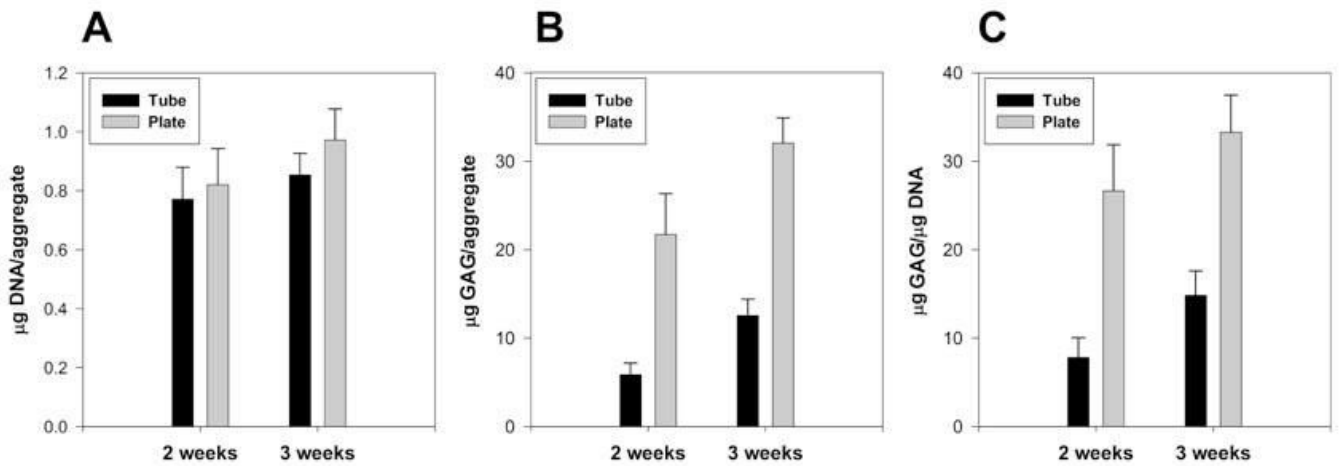 A
1.2
1.0
0.8
0.6
0.4
0.2
0.0
µg DNA/aggregate
Tube
Plate
2 weeks 3 weeks
B
40
30
20
10
0
µg GAG/aggregate
Tube
Plate
2 weeks 3 weeks
C
40
30
20
10
0
µg GAG/µg DNA
Tube
Plate
2 weeks 3 weeks